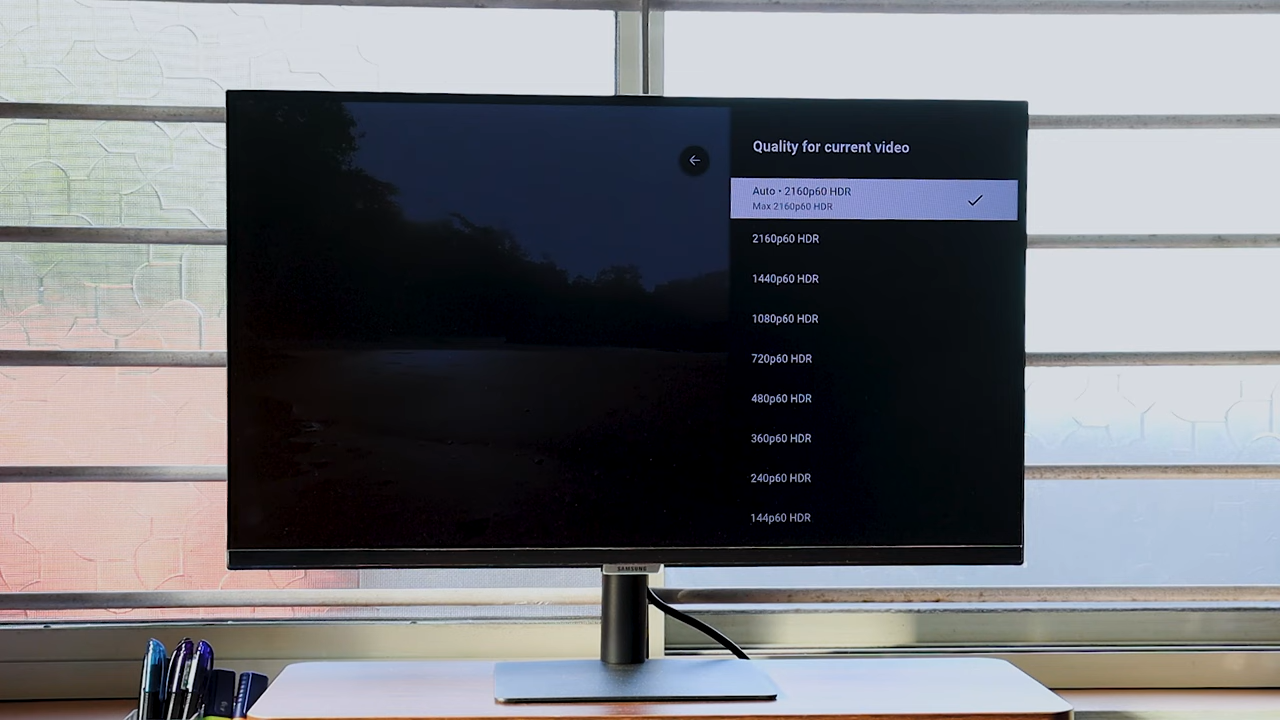 Quality for current video
Auto • 2160p60 HDR
Max 2160p60 HDR
2160p60 HDR
1440p60 HDR
1080p60 HDR
720p60 HDR
480p60 HDR
360p60 HDR
240p60 HDR
144p60 HDR
SAMSUNG